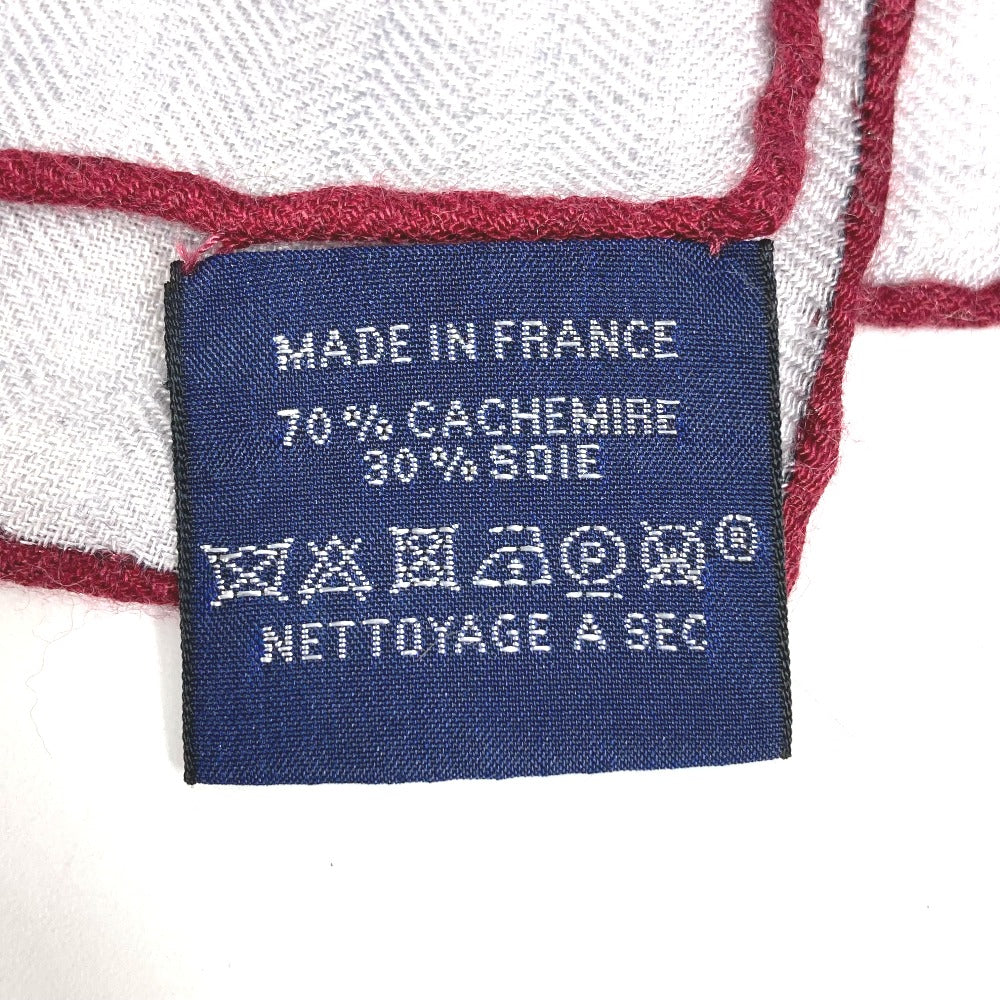 MADE IN FRANCE
70% CACHEMIRE
30% SOIE
P W ®
NETTOYAGE A SEC